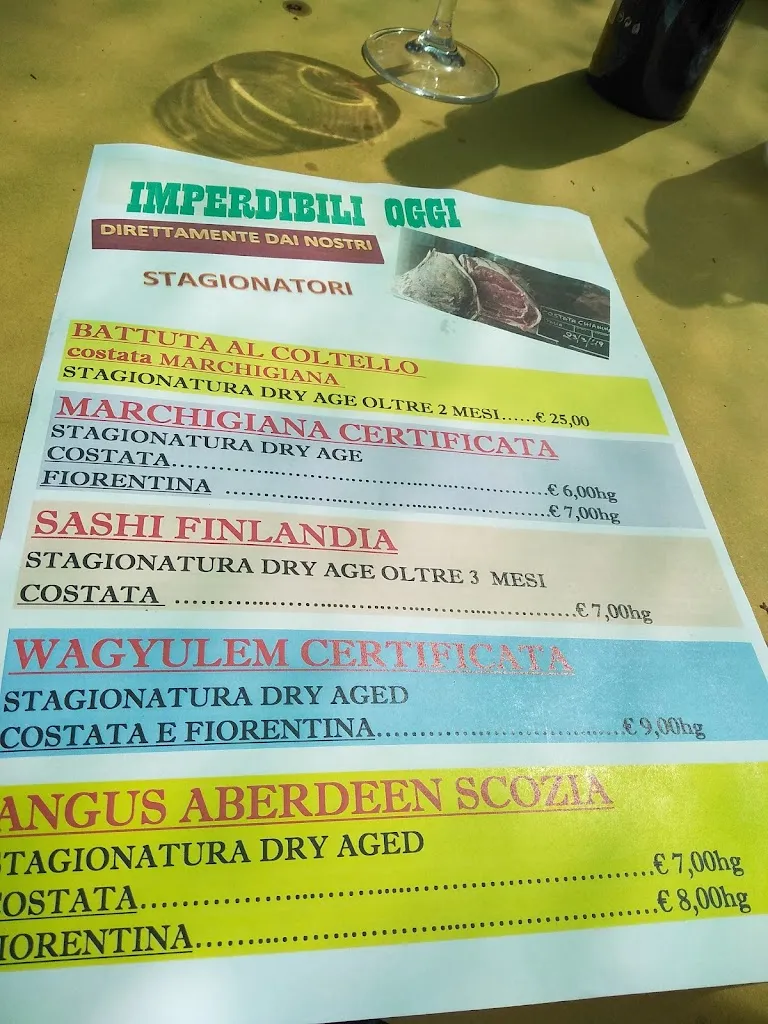 IMPERDIBILI OGGI
DIRETTAMENTE DAI NOSTRI
STAGIONATORI
BATTUTA AL COLTELLO
costata MARCHIGIANA
STAGIONATURA DRY AGE OLTRE 2 MESI......€ 25,00
MARCHIGIANA CERTIFICATA
STAGIONATURA DRY AGE
COSTATA..................................................€ 6,00hg
FIORENTINA ..................................................€ 7,00hg
SASHI FINLANDIA
STAGIONATURA DRY AGE OLTRE 3 MESI
COSTATA ..................................................€ 7,00hg
WAGYULEM CERTIFICATA
STAGIONATURA DRY AGED
COSTATA E FIORENTINA..............................€ 9,00hg
ANGUS ABERDEEN SCOZIA
STAGIONATURA DRY AGED
COSTATA..................................................€ 7,00hg
FIORENTINA..................................................€ 8,00hg